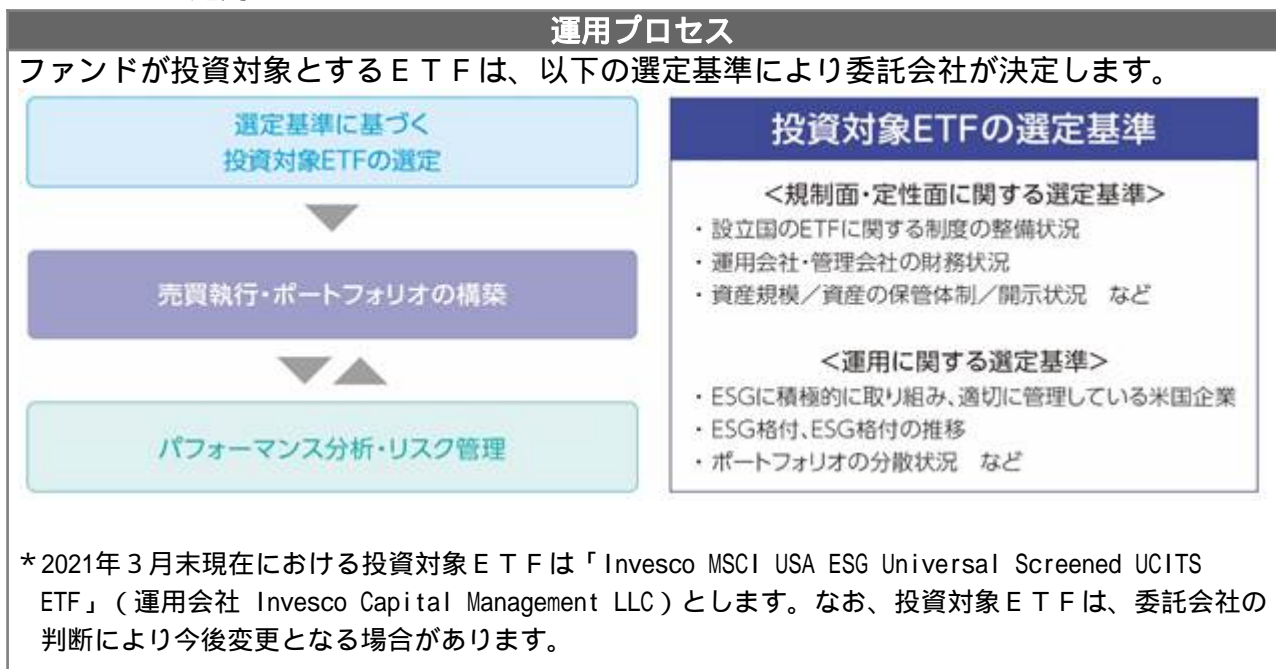 運用プロセス
ファンドが投資対象とするＥＴＦは、以下の選定基準により委託会社が決定します。
選定基準に基づく
投資対象ETFの選定
売買執行・ポートフォリオの構築
パフォーマンス分析・リスク管理
投資対象ETFの選定基準
＜規制面・定性面に関する選定基準＞
・設立国のETFに関する制度の整備状況
・運用会社・管理会社の財務状況
・資産規模／資産の保管体制／開示状況　など
＜運用に関する選定基準＞
・ESGに積極的に取り組み、適切に管理している米国企業
・ESG格付、ESG格付の推移
・ポートフォリオの分散状況　など
＊2021年３月末現在における投資対象ＥＴＦは「Invesco MSCI USA ESG Universal Screened UCITS
ETF」（運用会社 Invesco Capital Management LLC）とします。なお、投資対象ＥＴＦは、委託会社の
判断により今後変更となる場合があります。